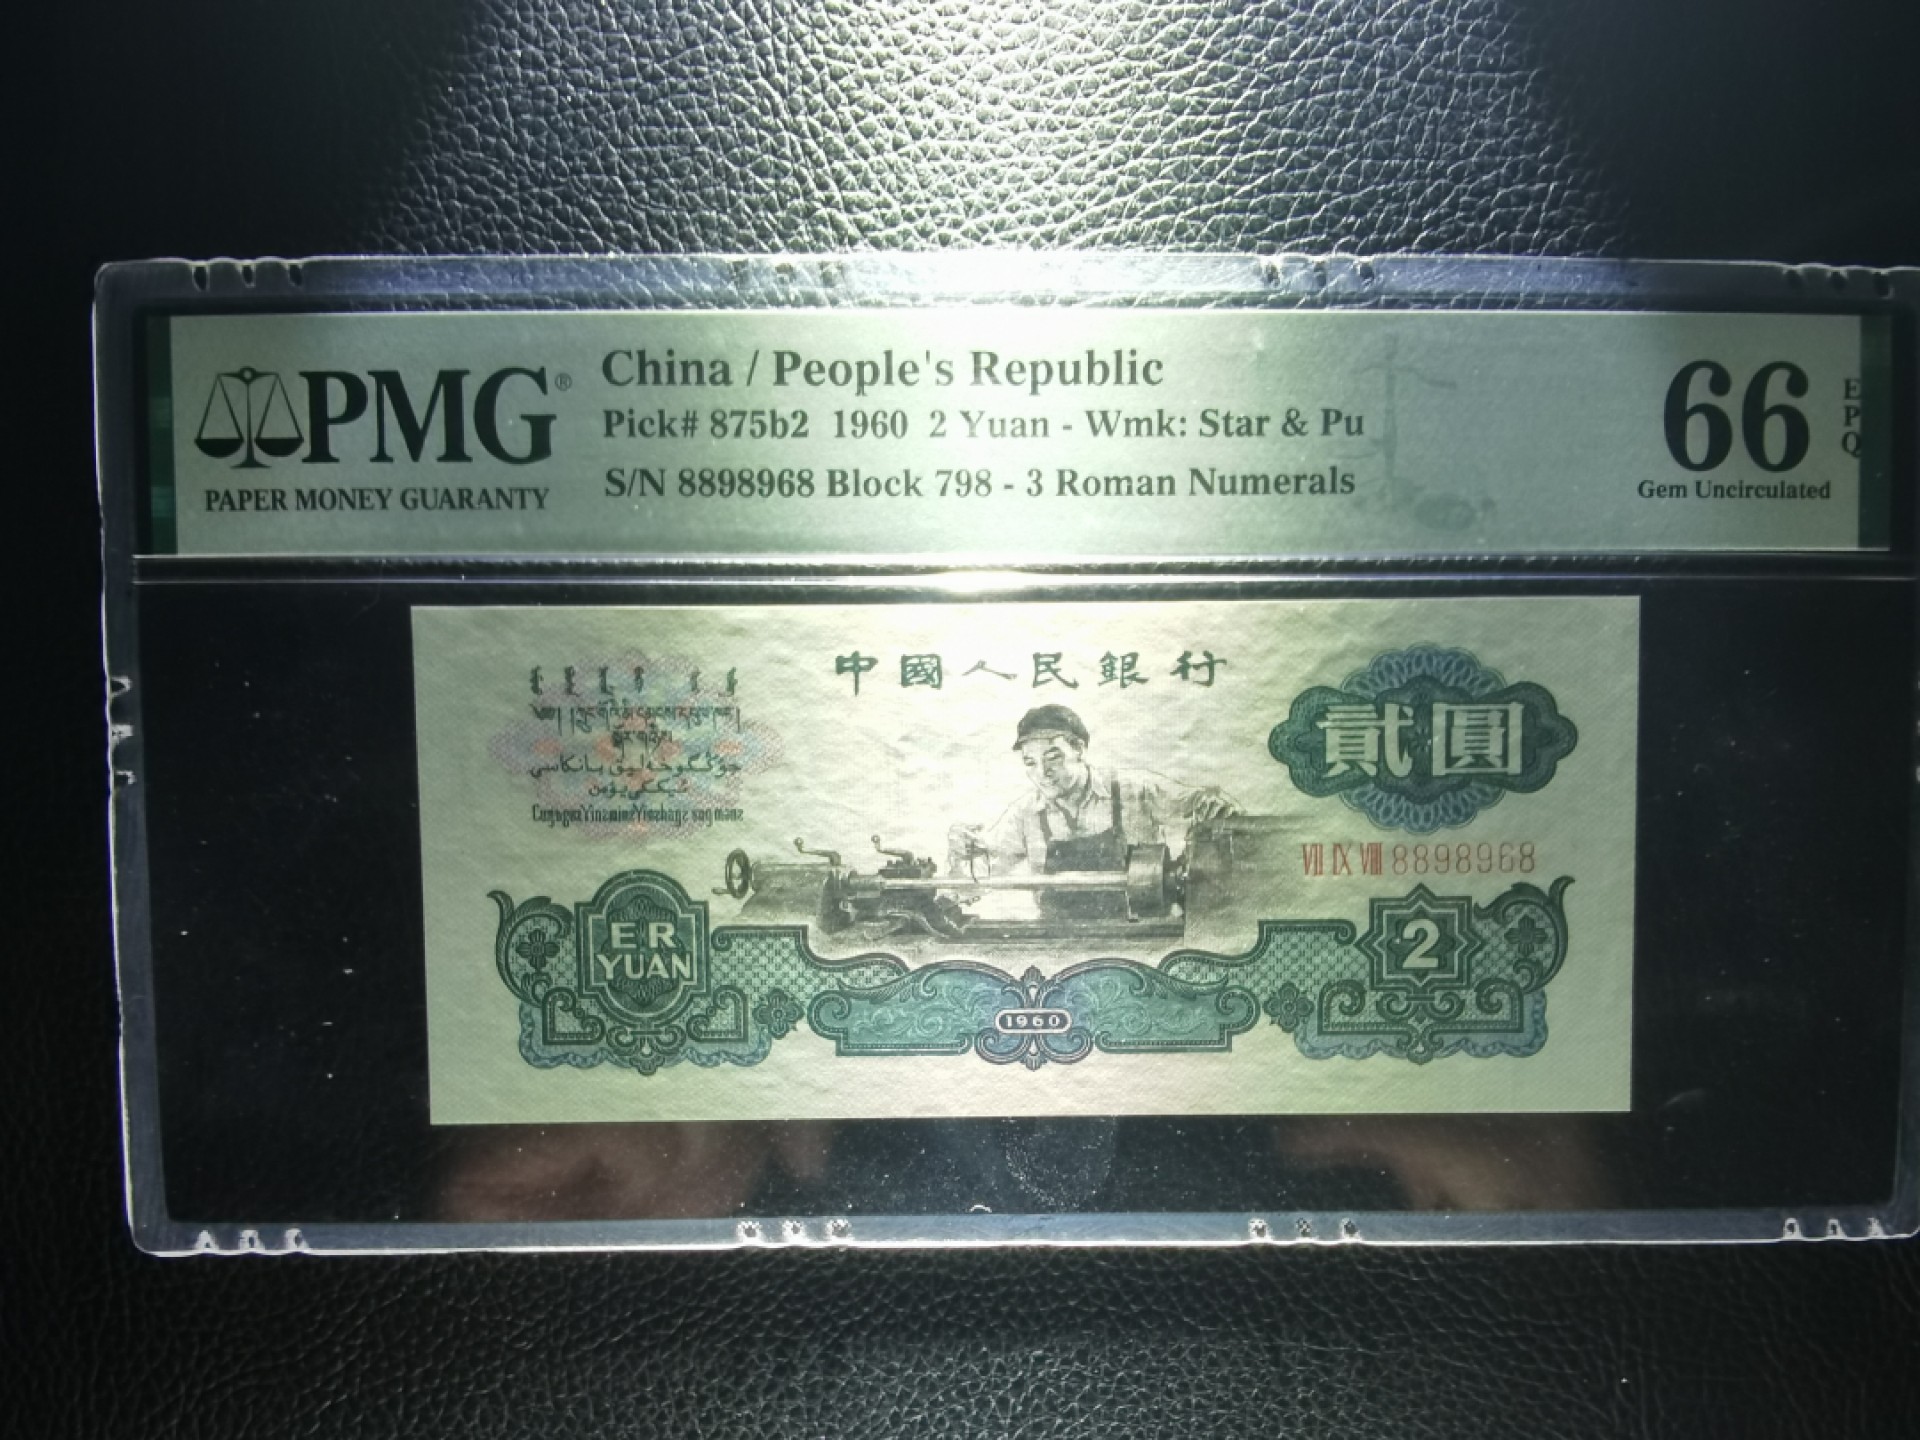 PMG®
PAPER MONEY GUARANTY
China / People's Republic
Pick# 875b2 1960 2 Yuan - Wmk: Star & Pu
S/N 8898968 Block 798 - 3 Roman Numerals
66 EPQ
Gem Uncirculated
中國人民銀行
貳圓
VII IX VIII 8898968
ER
YUAN
1960
2